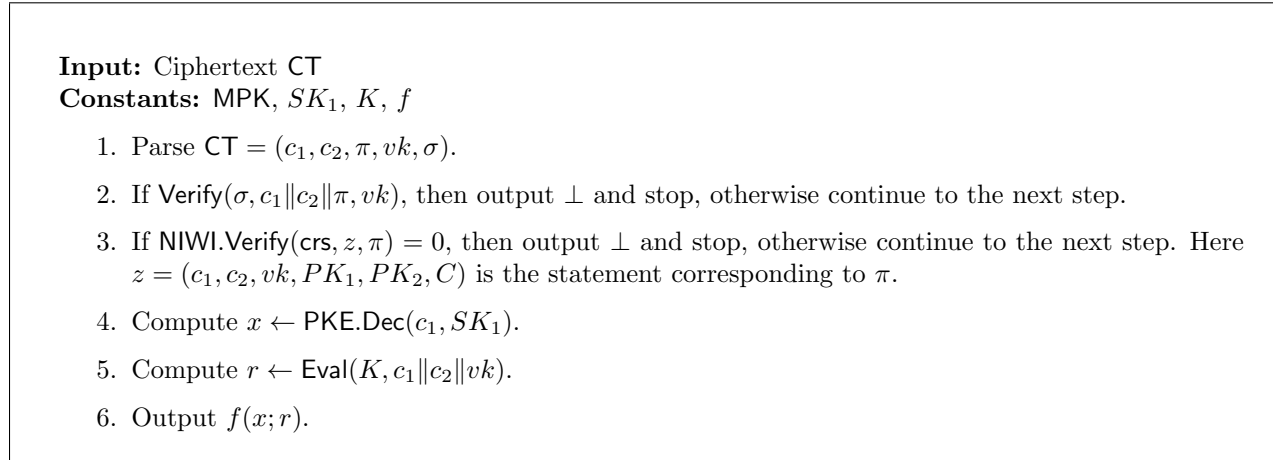 Input: Ciphertext CT
Constants: MPK, SK₁, K, f
1. Parse CT = (c₁, c₂, π, vk, σ).
2. If Verify(σ, c₁‖c₂‖π, vk), then output ⊥ and stop, otherwise continue to the next step.
3. If NIWI.Verify(crs, z, π) = 0, then output ⊥ and stop, otherwise continue to the next step. Here
z = (c₁, c₂, vk, PK₁, PK₂, C) is the statement corresponding to π.
4. Compute x ← PKE.Dec(c₁, SK₁).
5. Compute r ← Eval(K, c₁‖c₂‖vk).
6. Output f(x; r).